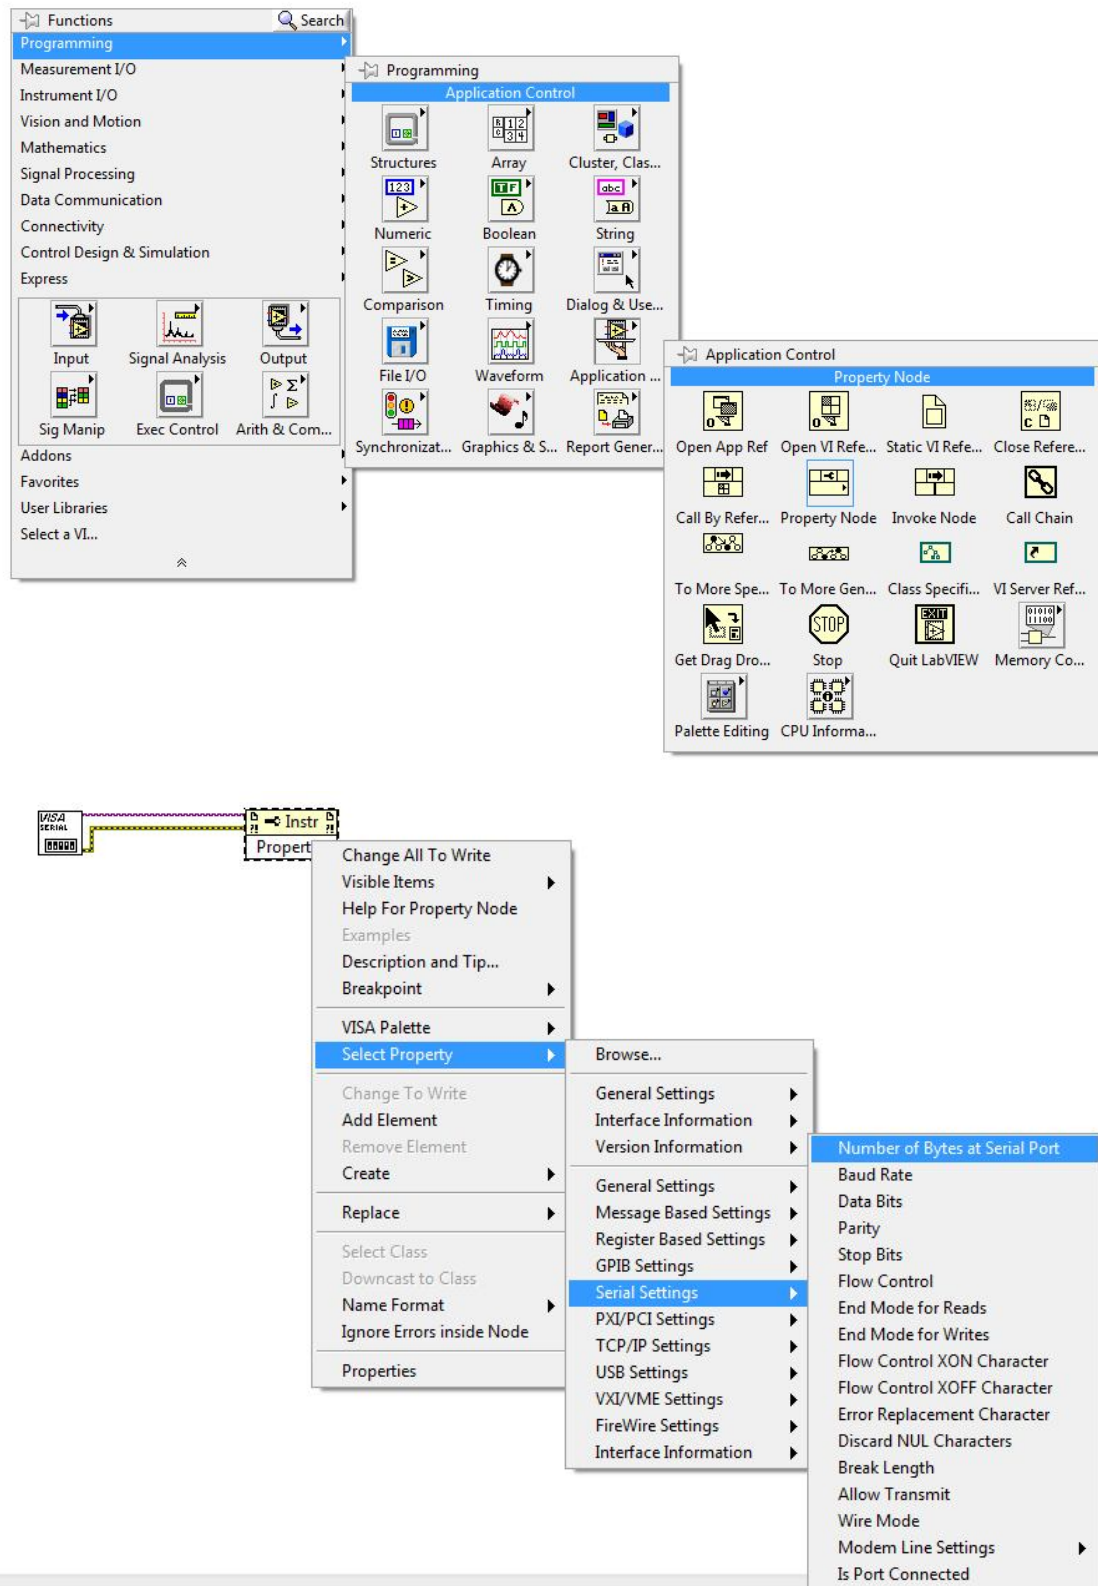 Functions
Search
Programming
Measurement I/O
Instrument I/O
Vision and Motion
Mathematics
Signal Processing
Data Communication
Connectivity
Control Design & Simulation
Express
Input Signal Analysis Output
Sig Manip Exec Control Arith & Com...
Addons
Favorites
User Libraries
Select a VI...
Programming
Application Control
Structures Array Cluster, Clas...
Numeric Boolean String
Comparison Timing Dialog & Use...
File I/O Waveform Application ...
Synchronizat... Graphics & S... Report Gener...
Application Control
Property Node
Open App Ref Open VI Refe... Static VI Refe... Close Refere...
Call By Refer... Property Node Invoke Node Call Chain
To More Spe... To More Gen... Class Specifi... VI Server Ref...
STOP
EXIT
Get Drag Dro... Stop Quit LabVIEW Memory Co...
Palette Editing CPU Informa...
VISA
SERIAL
Instr
Propert
Change All To Write
Visible Items
Help For Property Node
Examples
Description and Tip...
Breakpoint
VISA Palette
Select Property
Change To Write
Add Element
Remove Element
Create
Replace
Select Class
Downcast to Class
Name Format
Ignore Errors inside Node
Properties
Browse...
General Settings
Interface Information
Version Information
General Settings
Message Based Settings
Register Based Settings
GPIB Settings
Serial Settings
PXI/PCI Settings
TCP/IP Settings
USB Settings
VXI/VME Settings
FireWire Settings
Interface Information
Number of Bytes at Serial Port
Baud Rate
Data Bits
Parity
Stop Bits
Flow Control
End Mode for Reads
End Mode for Writes
Flow Control XON Character
Flow Control XOFF Character
Error Replacement Character
Discard NUL Characters
Break Length
Allow Transmit
Wire Mode
Modem Line Settings
Is Port Connected